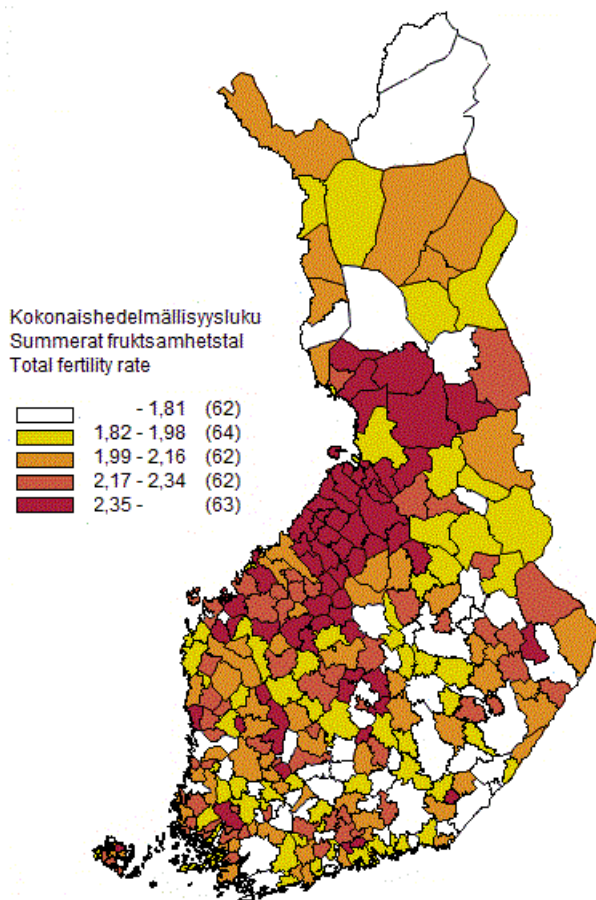 Kokonaishedelmällisyysluku
Summerat fruktsamhetstal
Total fertility rate
- 1,81 (62)
1,82 - 1,98 (64)
1,99 - 2,16 (62)
2,17 - 2,34 (62)
2,35 - (63)